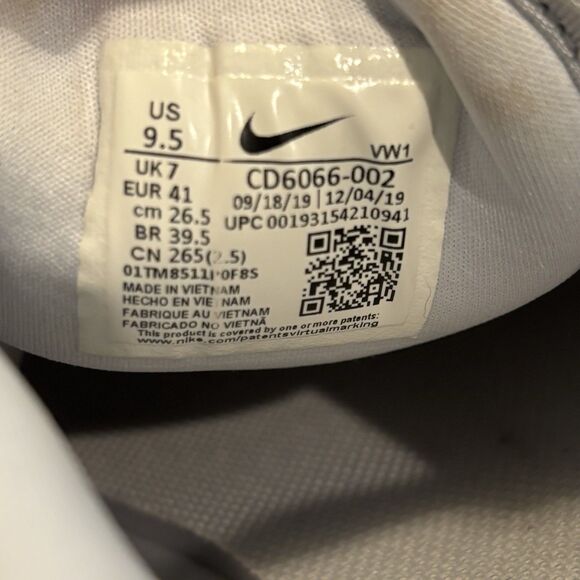 US
9.5
VW1
UK 7
EUR 41
cm 26.5
BR 39.5
CN 265(2.5)
CD6066-002
09/18/19 | 12/04/19
UPC 00193154210941
MADE IN VIETNAM
HECHO EN VIETNAM
FABRIQUE AU VIETNAM
FABRICADO NO VIETNÃ
This product is covered by one or more patents:
www.nike.com/patentsvirtualmarking